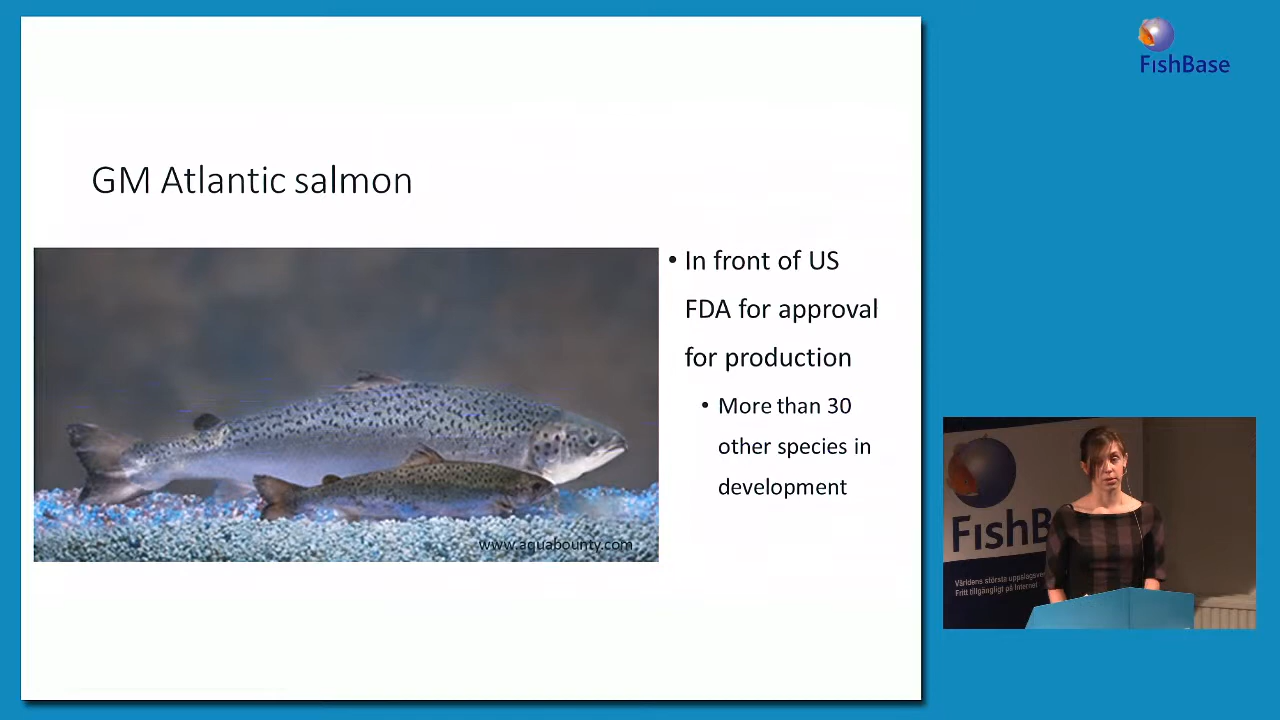 FishBase
GM Atlantic salmon
• In front of US
FDA for approval
for production
• More than 30
other species in
development
www.aquabounty.com
FishB
Världens största uppslagsver
Fritt tillgängligt på Internet